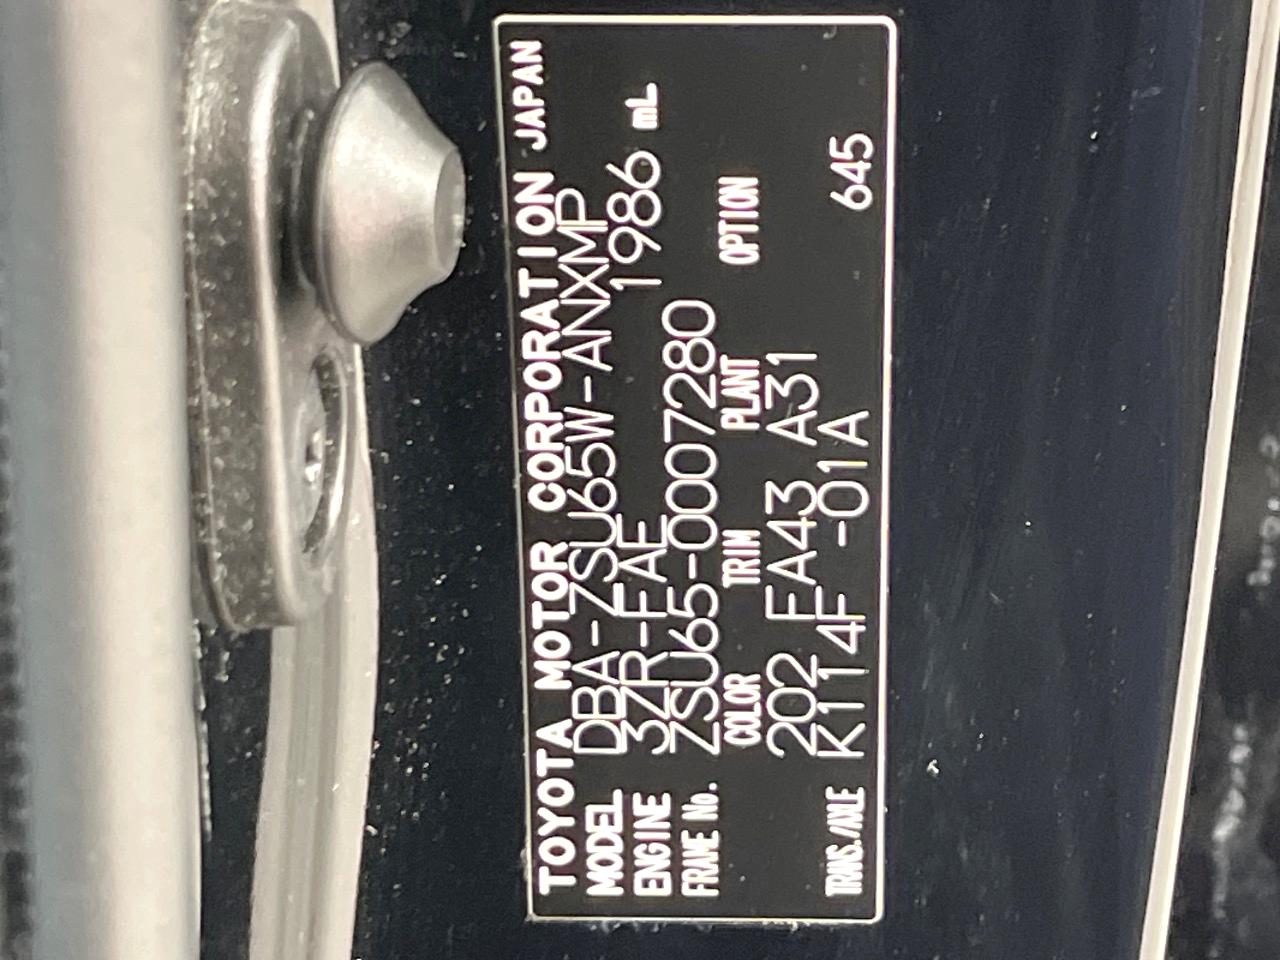 TOYOTA MOTOR CORPORATION JAPAN
MODEL DBA-ZSU65W-ANXMP
ENGINE 3ZR-FAE 1986 mL
FRAME No. ZSU65-0007280
COLOR TRIM PLANT OPTION
202 FA43 A31
TRANS./AXLE K114F -01A 645